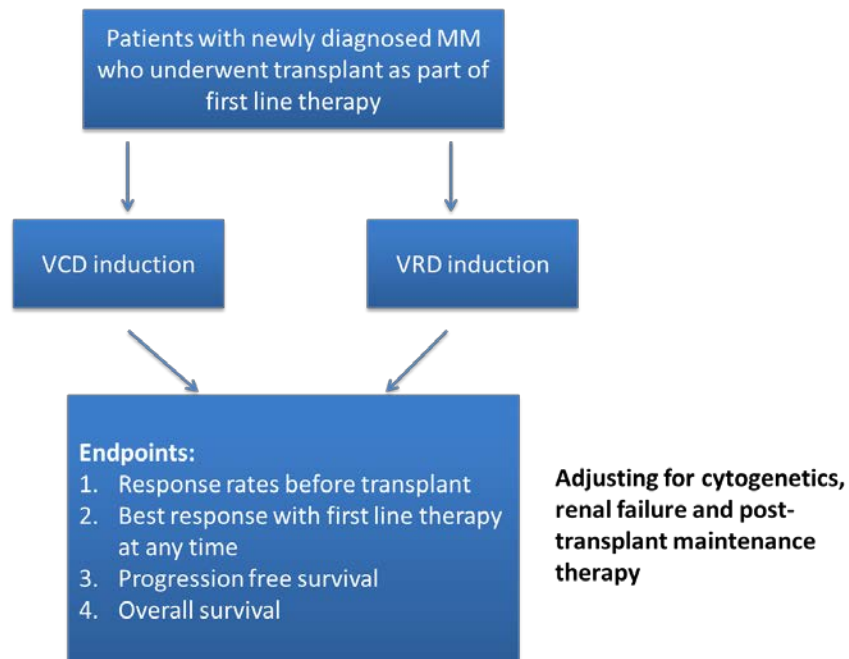 Patients with newly diagnosed MM
who underwent transplant as part of
first line therapy
VCD induction
VRD induction
Endpoints:
1. Response rates before transplant
2. Best response with first line therapy
at any time
3. Progression free survival
4. Overall survival
Adjusting for cytogenetics,
renal failure and post-
transplant maintenance
therapy